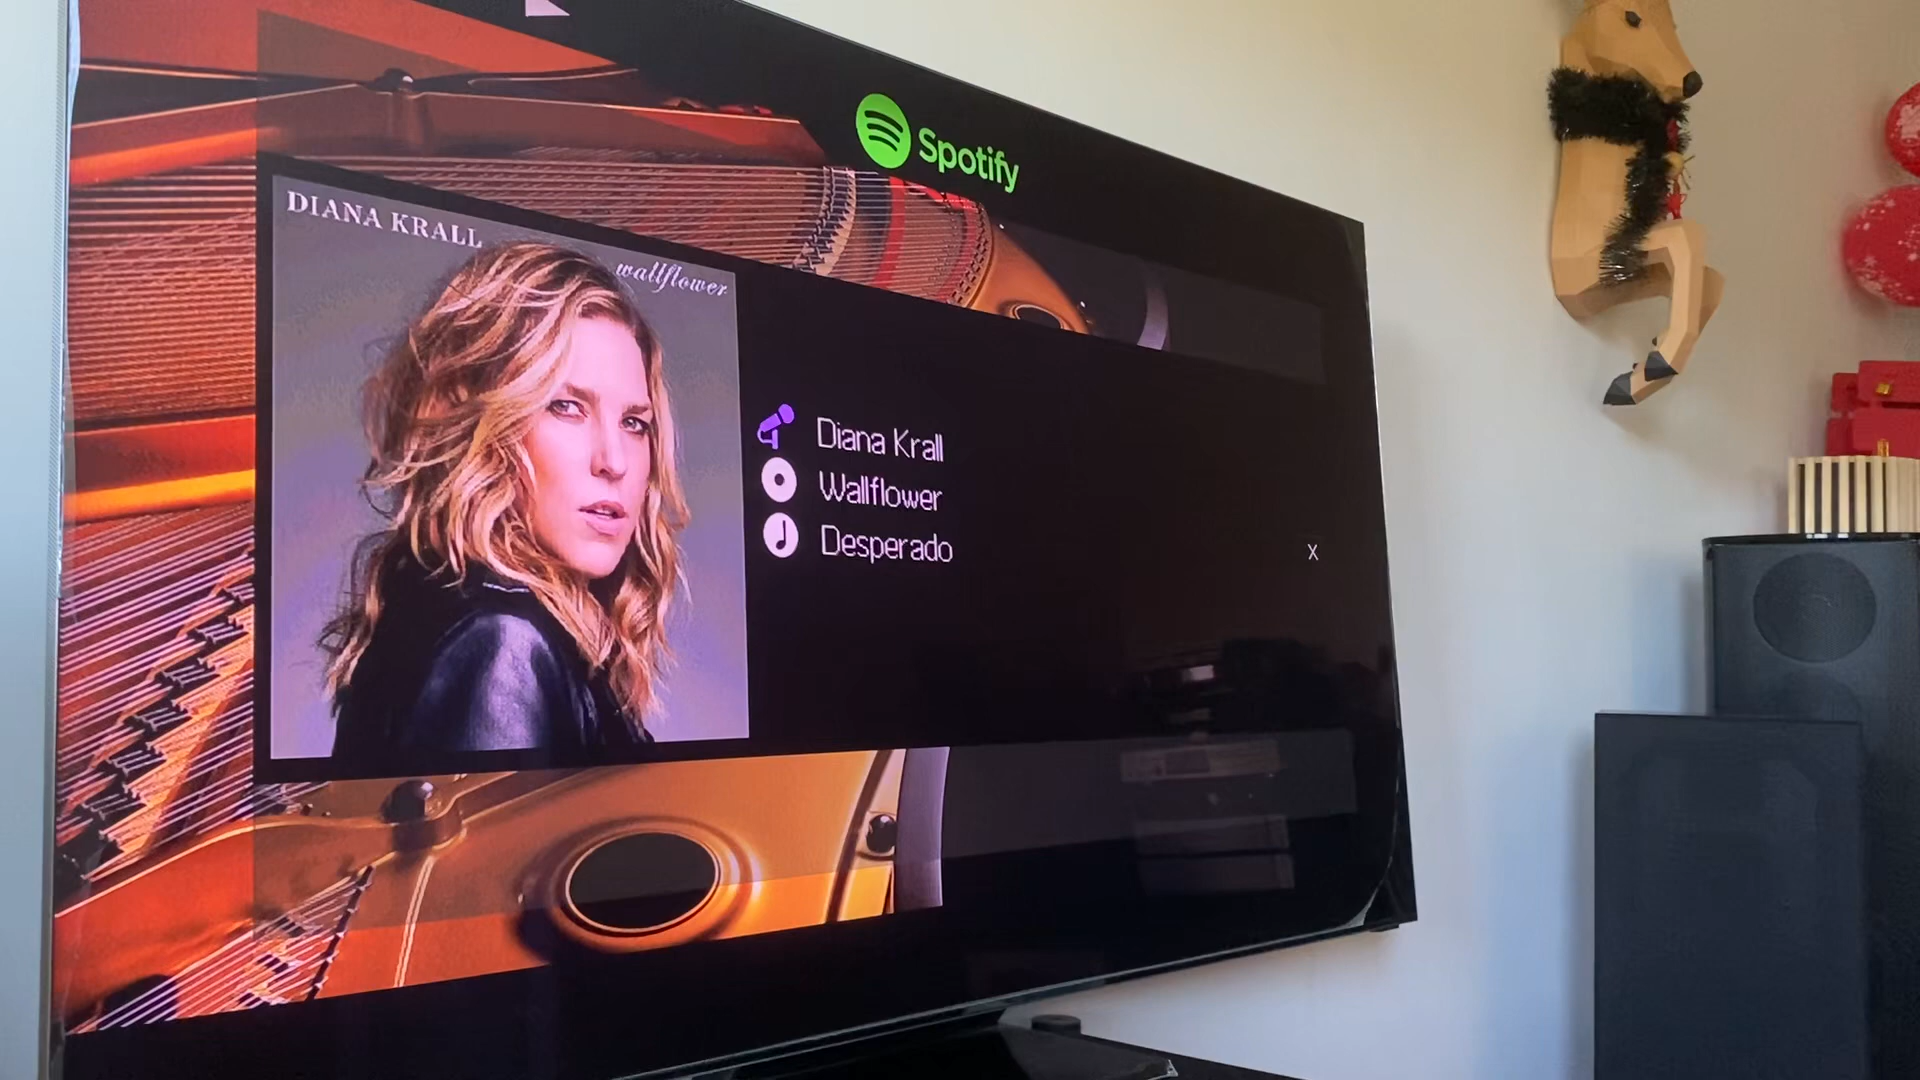 Spotify
DIANA KRALL
wallflower
Diana Krall
Wallflower
Desperado
X